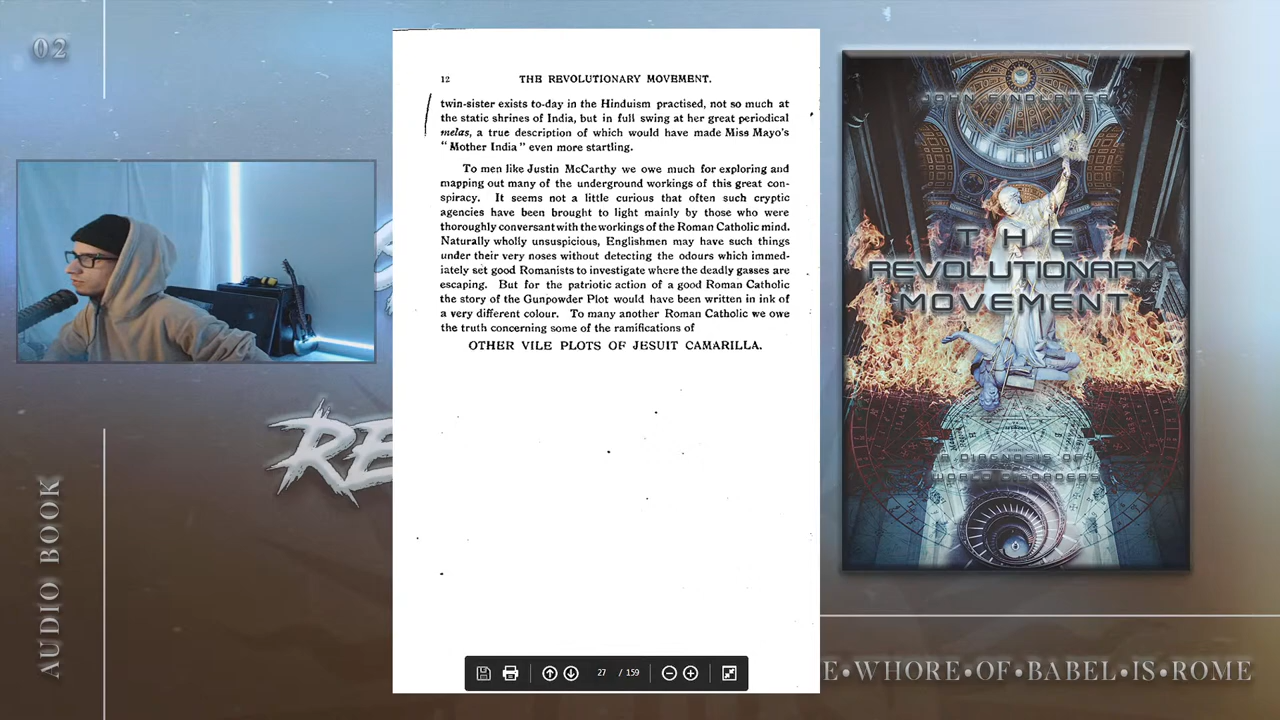 02
AUDIO BOOK
RE
12 THE REVOLUTIONARY MOVEMENT.
twin-sister exists to-day in the Hinduism practised, not so much at
the static shrines of India, but in full swing at her great periodical
melas, a true description of which would have made Miss Mayo's
"Mother India" even more startling.
To men like Justin McCarthy we owe much for exploring and
mapping out many of the underground workings of this great con-
spiracy. It seems not a little curious that often such cryptic
agencies have been brought to light mainly by those who were
thoroughly conversant with the workings of the Roman Catholic mind.
Naturally wholly unsuspicious, Englishmen may have such things
under their very noses without detecting the odours which immed-
iately set good Romanists to investigate where the deadly gasses are
escaping. But for the patriotic action of a good Roman Catholic
the story of the Gunpowder Plot would have been written in ink of
a very different colour. To many another Roman Catholic we owe
the truth concerning some of the ramifications of
OTHER VILE PLOTS OF JESUIT CAMARILLA.
27 / 159
JOHN FINDLATER
THE
REVOLUTIONARY
MOVEMENT
A DIAGNOSIS OF
WORLD DISORDERS
E•WHORE•OF•BABEL•IS•ROME